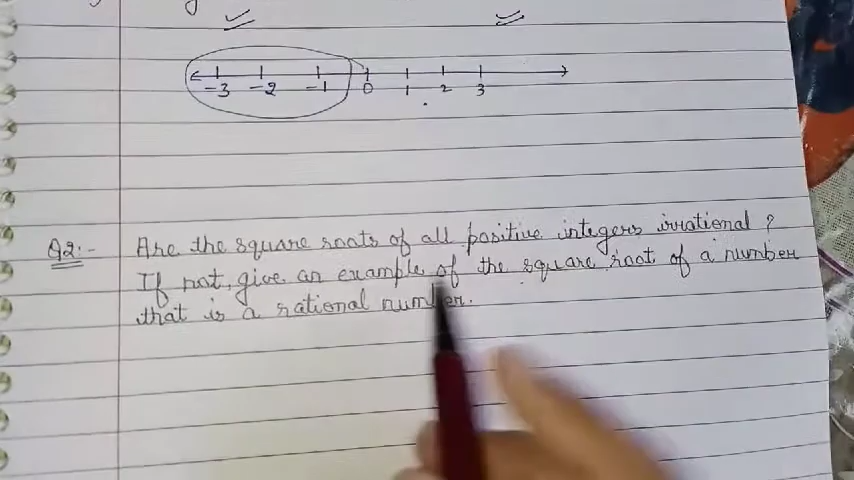 -3 -2 -1 0 1 2 3
Q2:- Are the square roots of all positive integers irrational ?
If not, give an example of the square root of a number
that is a rational number.